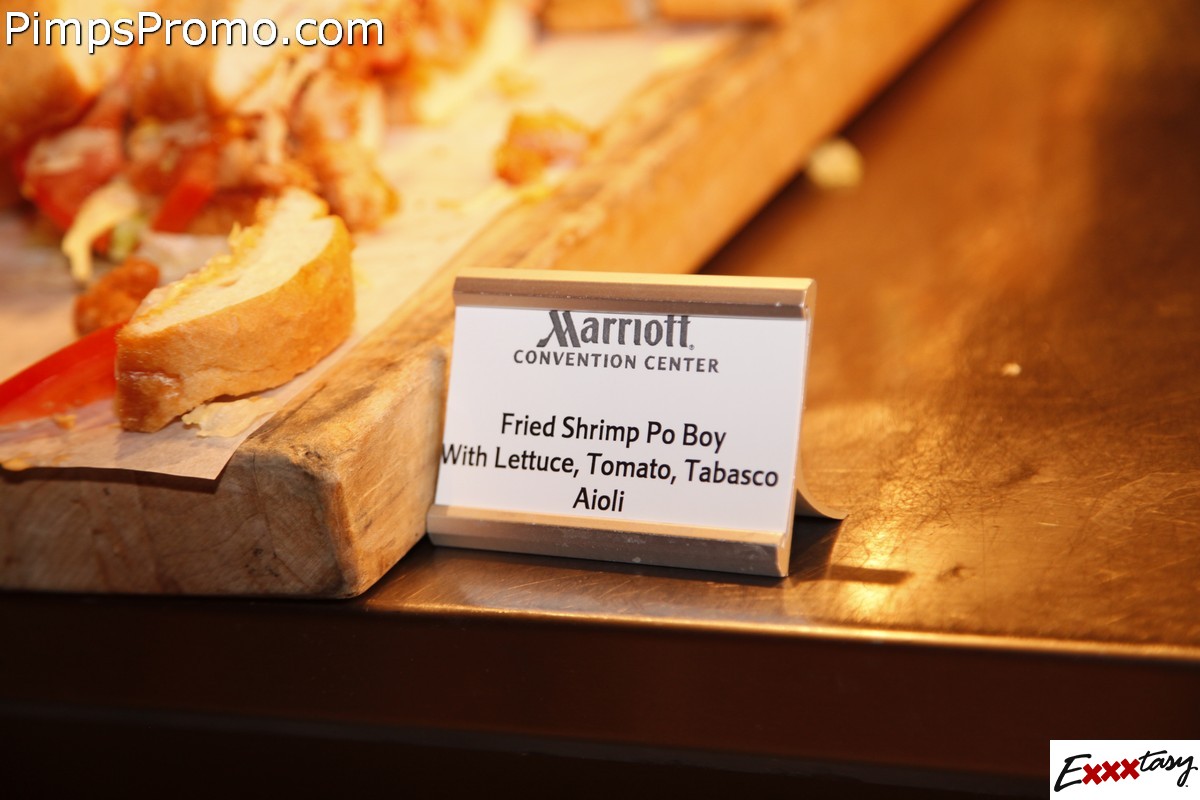 PimpsPromo.com
Marriott
CONVENTION CENTER
Fried Shrimp Po Boy
With Lettuce, Tomato, Tabasco
Aioli
Exxxtasy